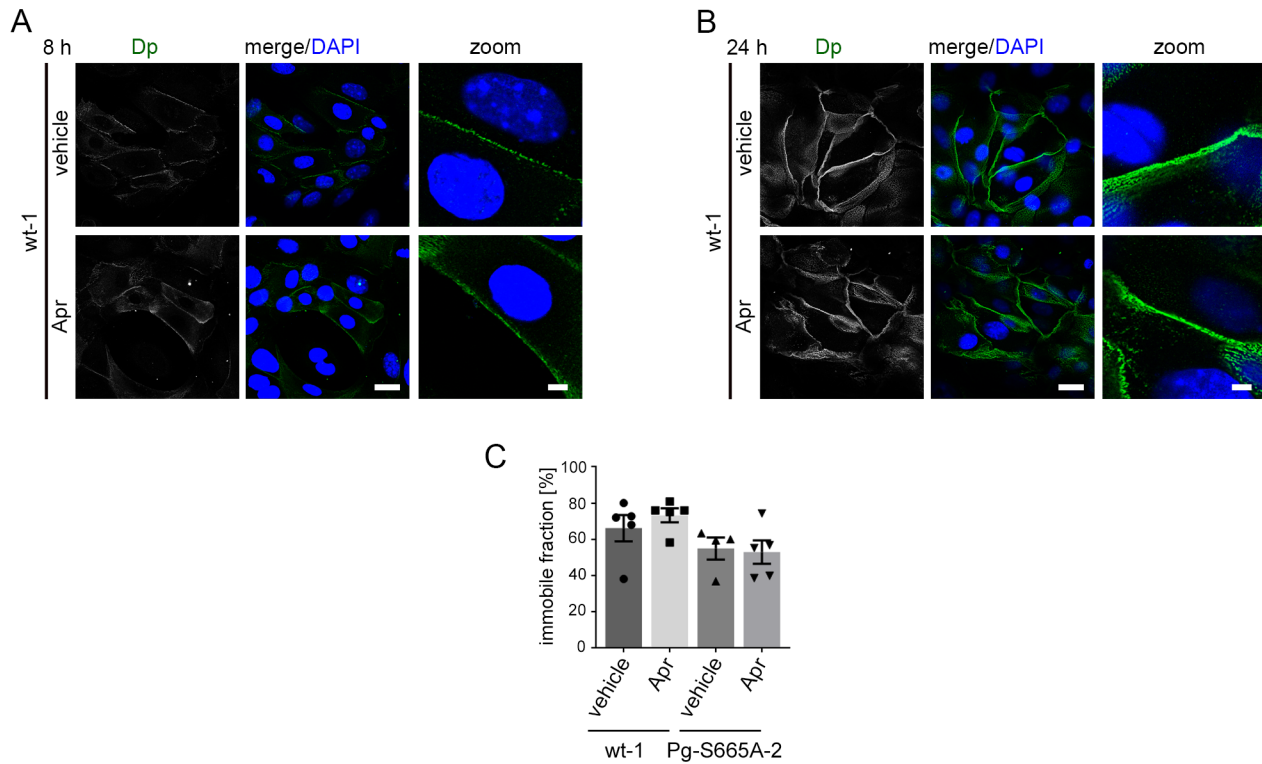 A
8 h Dp merge/DAPI zoom
vehicle
wt-1
Apr
B
24 h Dp merge/DAPI zoom
vehicle
wt-1
Apr
C
immobile fraction [%]
100
80
60
40
20
0
vehicle Apr vehicle Apr
wt-1 Pg-S665A-2